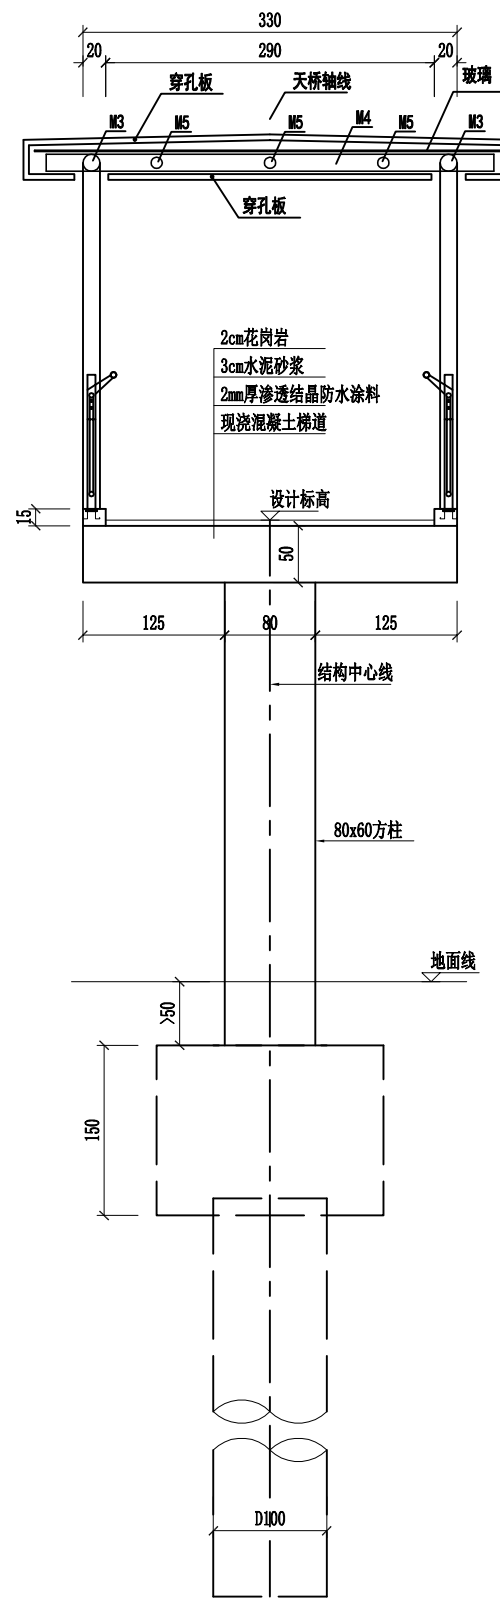 330
20
290
20
玻璃
穿孔板
天桥轴线
M3
M5
M5
M4
M5
M3
穿孔板
2cm花岗岩
3cm水泥砂浆
2mm厚渗透结晶防水涂料
现浇混凝土梯道
设计标高
15
50
125
80
125
结构中心线
80x60方柱
地面线
>50
150
D100